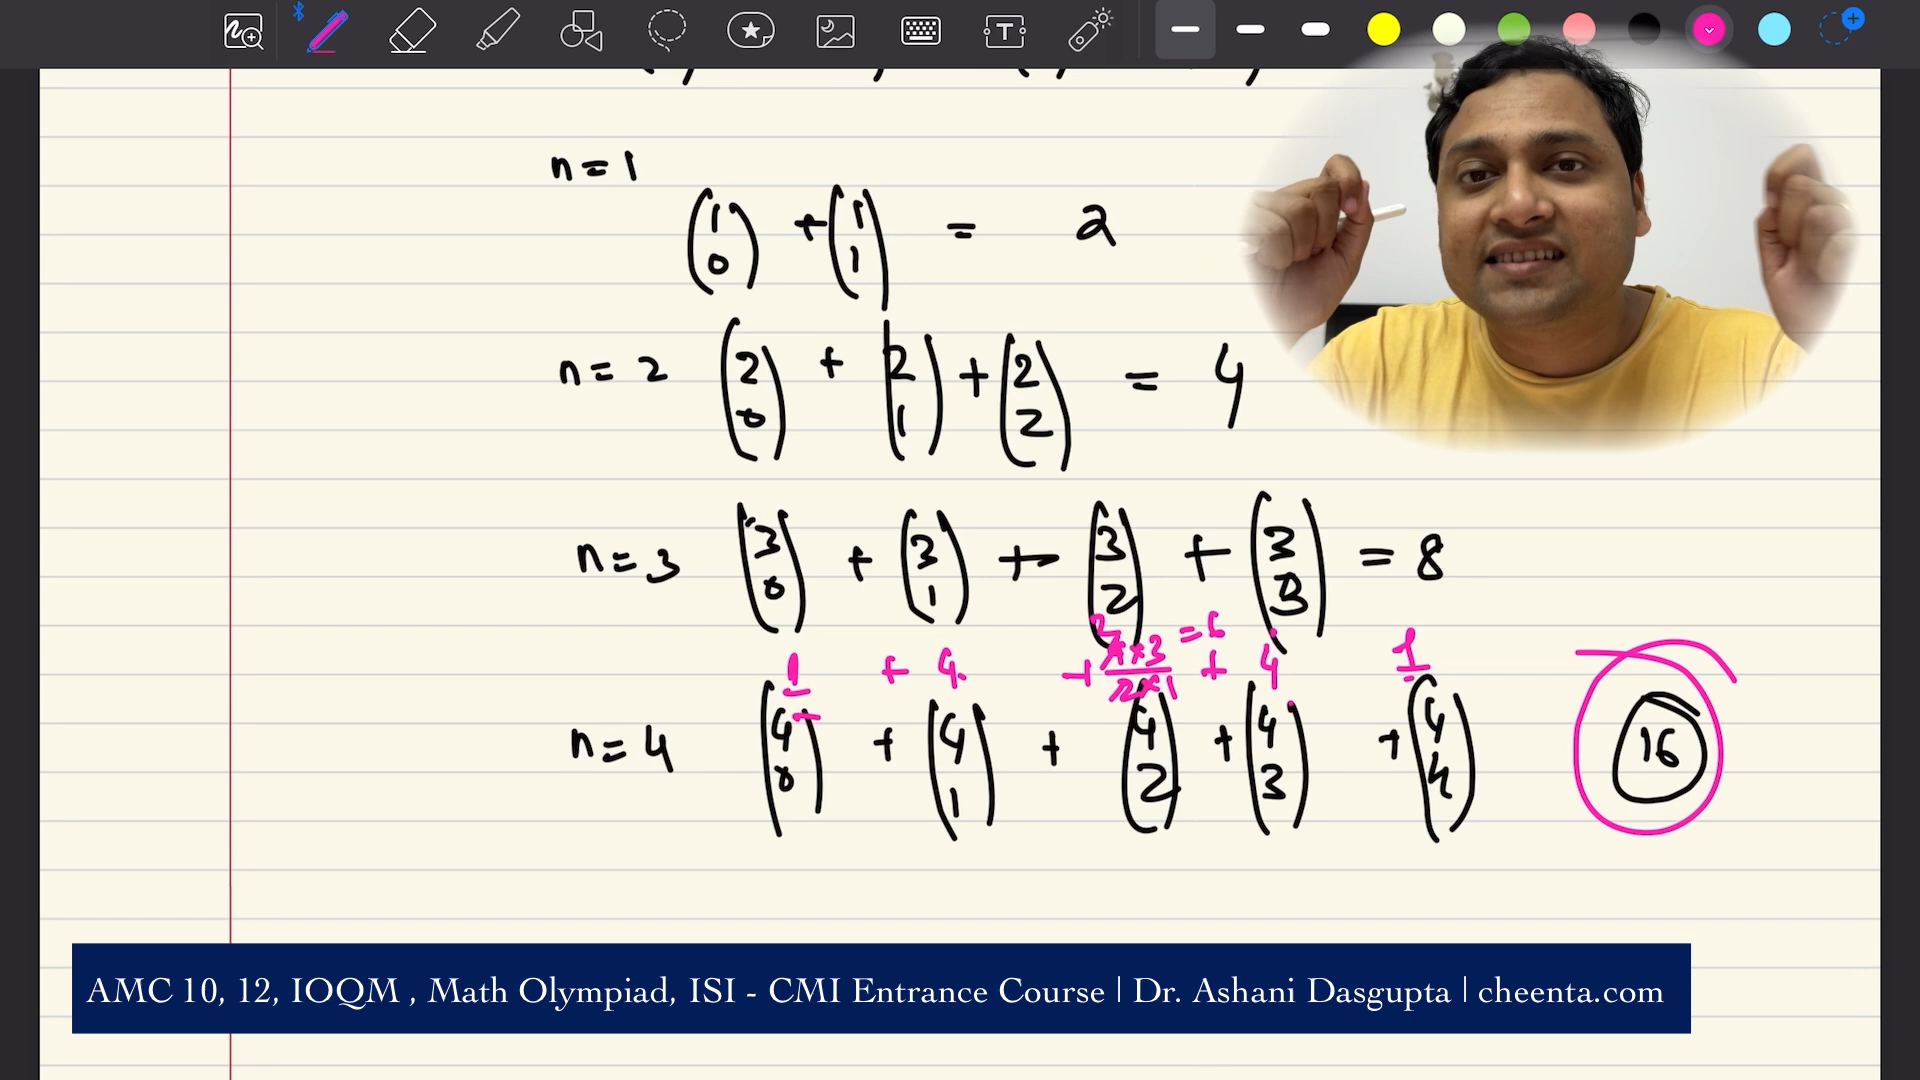 n = 1
(1 0) + (1 1) = 2
n = 2 (2 0) + (2 1) + (2 2) = 4
n = 3 (3 0) + (3 1) + (3 2) + (3 3) = 8
1 + 4 + 4×3 / 2×1 = 6 + 4 1
n = 4 (4 0) + (4 1) + (4 2) + (4 3) + (4 4) 16
AMC 10, 12, IOQM , Math Olympiad, ISI - CMI Entrance Course | Dr. Ashani Dasgupta | cheenta.com